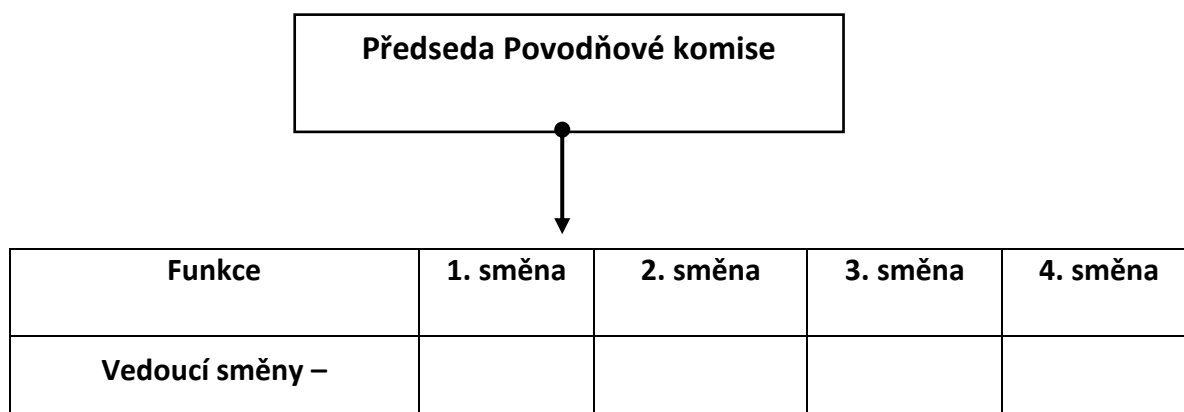 Předseda Povodňové komise
Funkce 1. směna 2. směna 3. směna 4. směna
Vedoucí směny –